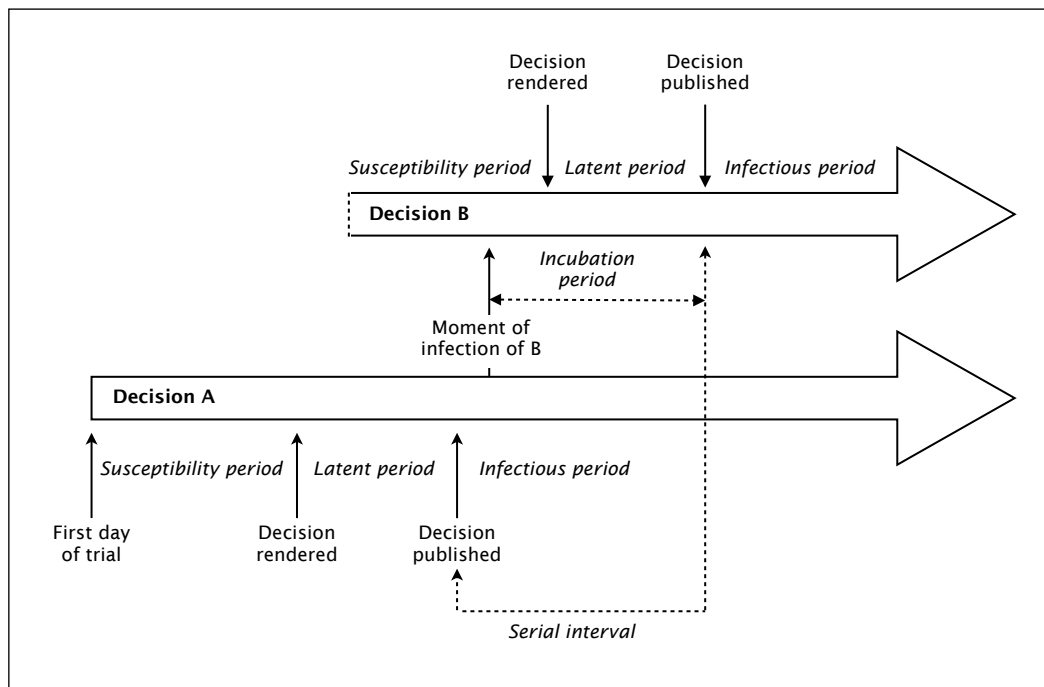 Decision
rendered
Decision
published
Susceptibility period
Latent period
Infectious period
Decision B
Incubation
period
Moment of
infection of B
Decision A
Susceptibility period
Latent period
Infectious period
First day
of trial
Decision
rendered
Decision
published
Serial interval